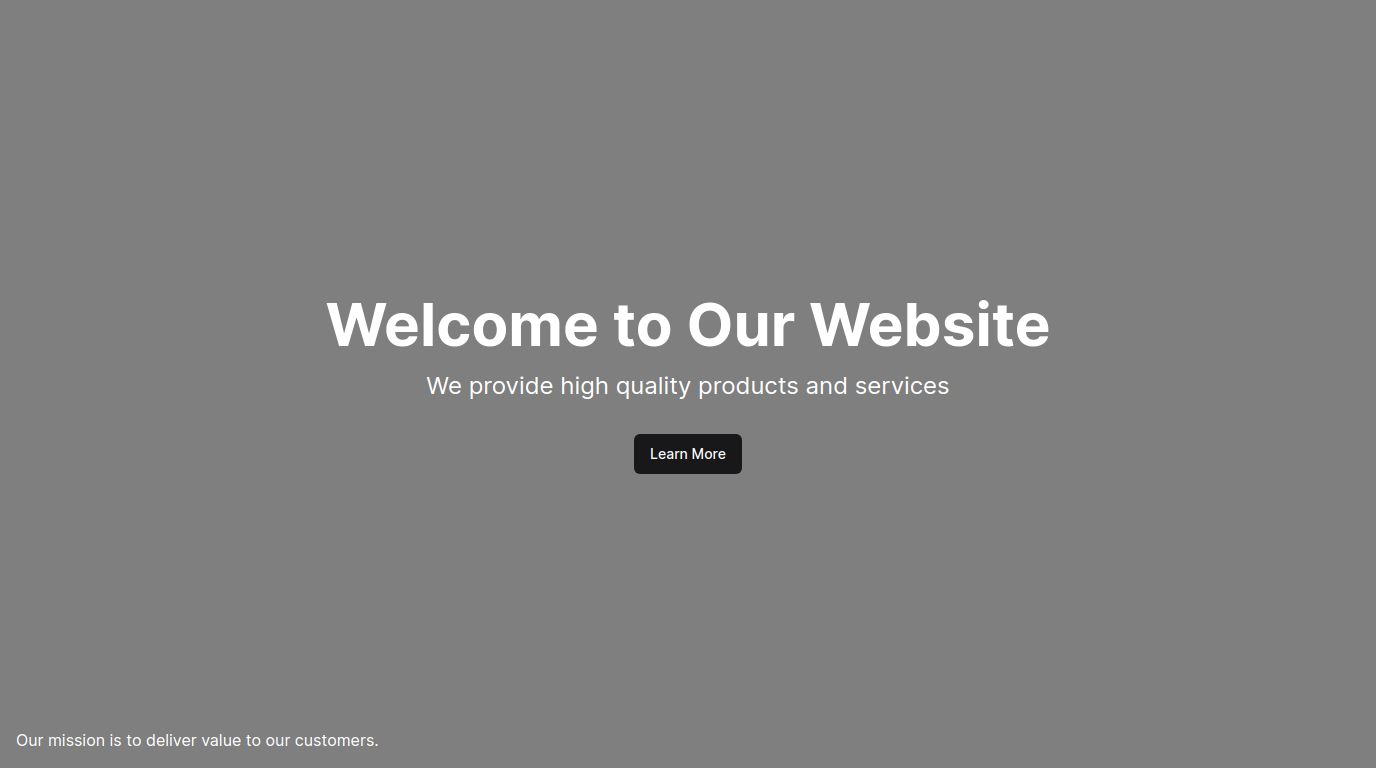 Welcome to Our Website
We provide high quality products and services
Learn More
Our mission is to deliver value to our customers.